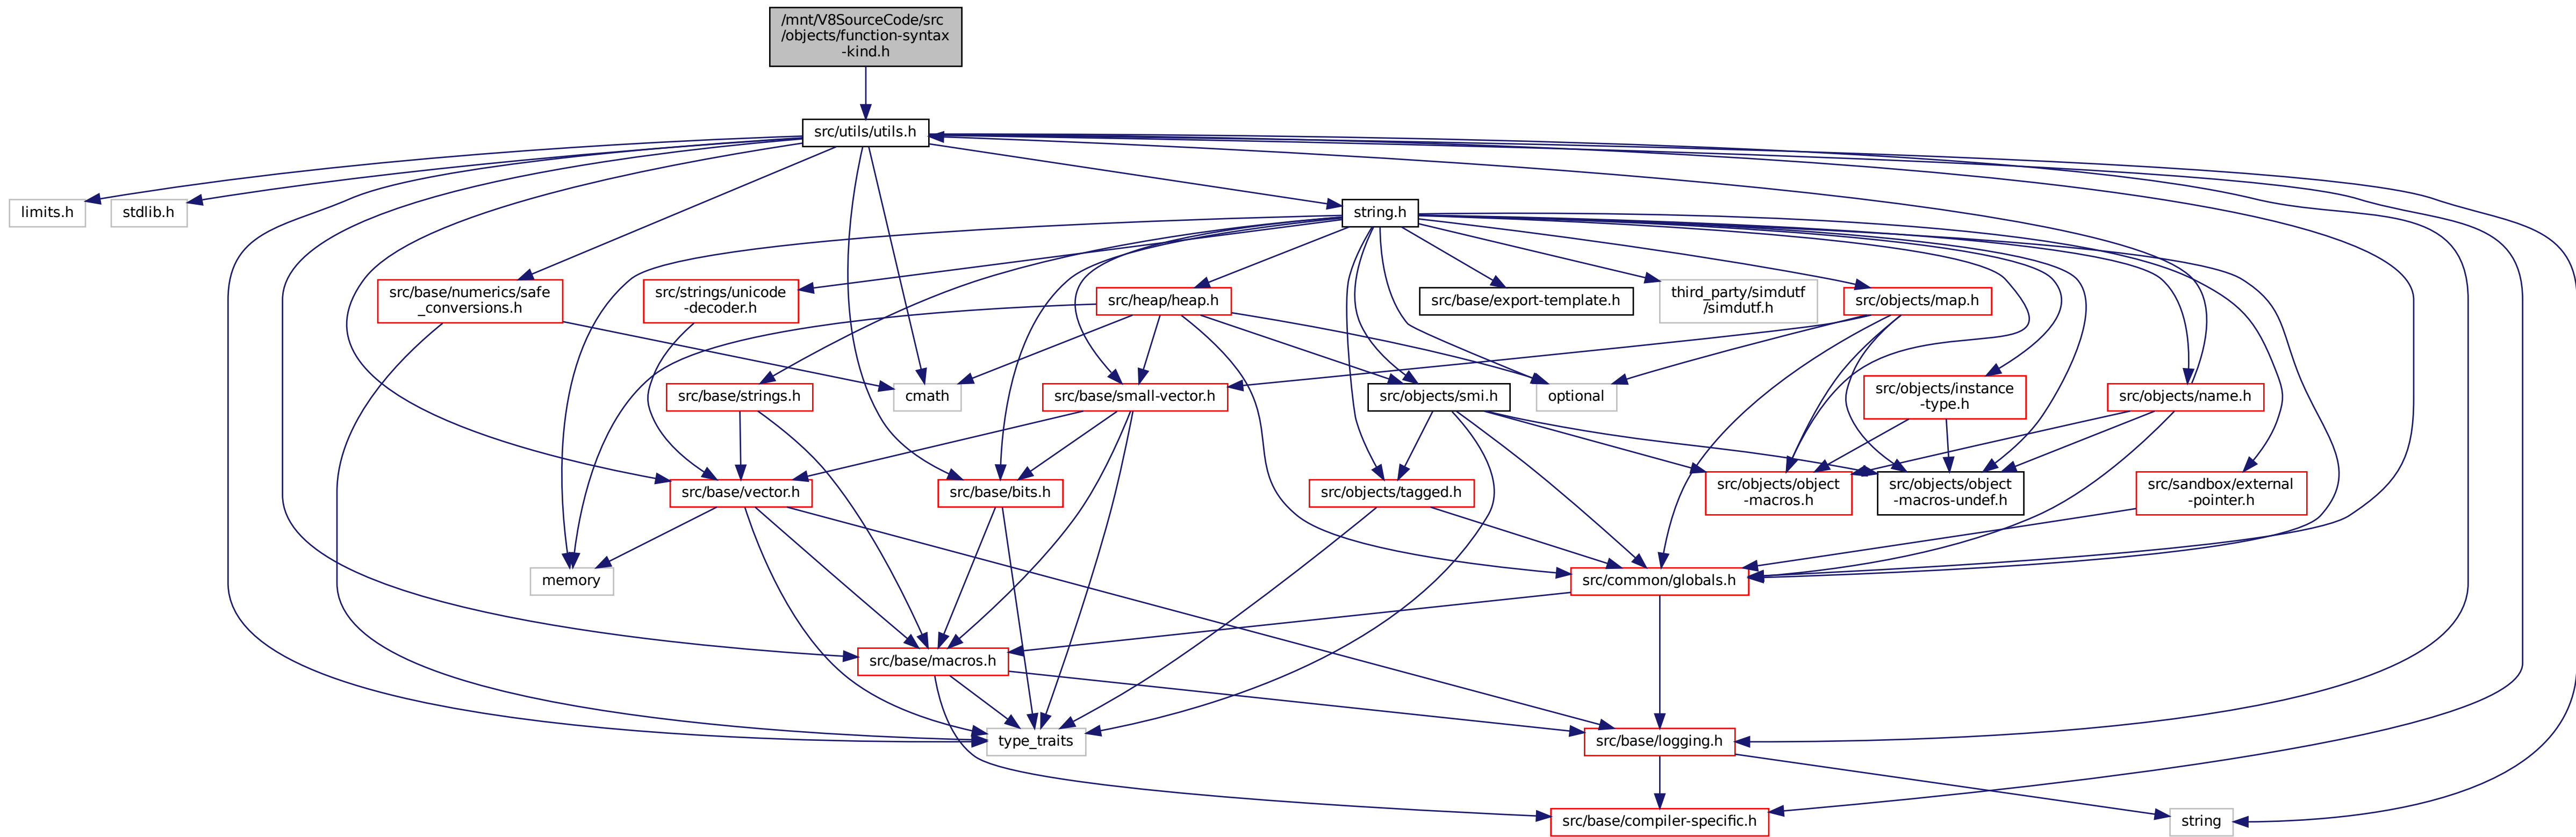 /mnt/V8SourceCode/src
/objects/function-syntax
-kind.h
src/utils/utils.h
limits.h
stdlib.h
string.h
src/base/numerics/safe
_conversions.h
src/strings/unicode
-decoder.h
src/heap/heap.h
src/base/export-template.h
third_party/simdutf
/simdutf.h
src/objects/map.h
src/base/strings.h
cmath
src/base/small-vector.h
src/objects/smi.h
optional
src/objects/instance
-type.h
src/objects/name.h
src/base/vector.h
src/base/bits.h
src/objects/tagged.h
src/objects/object
-macros.h
src/objects/object
-macros-undef.h
src/sandbox/external
-pointer.h
memory
src/common/globals.h
src/base/macros.h
type_traits
src/base/logging.h
src/base/compiler-specific.h
string